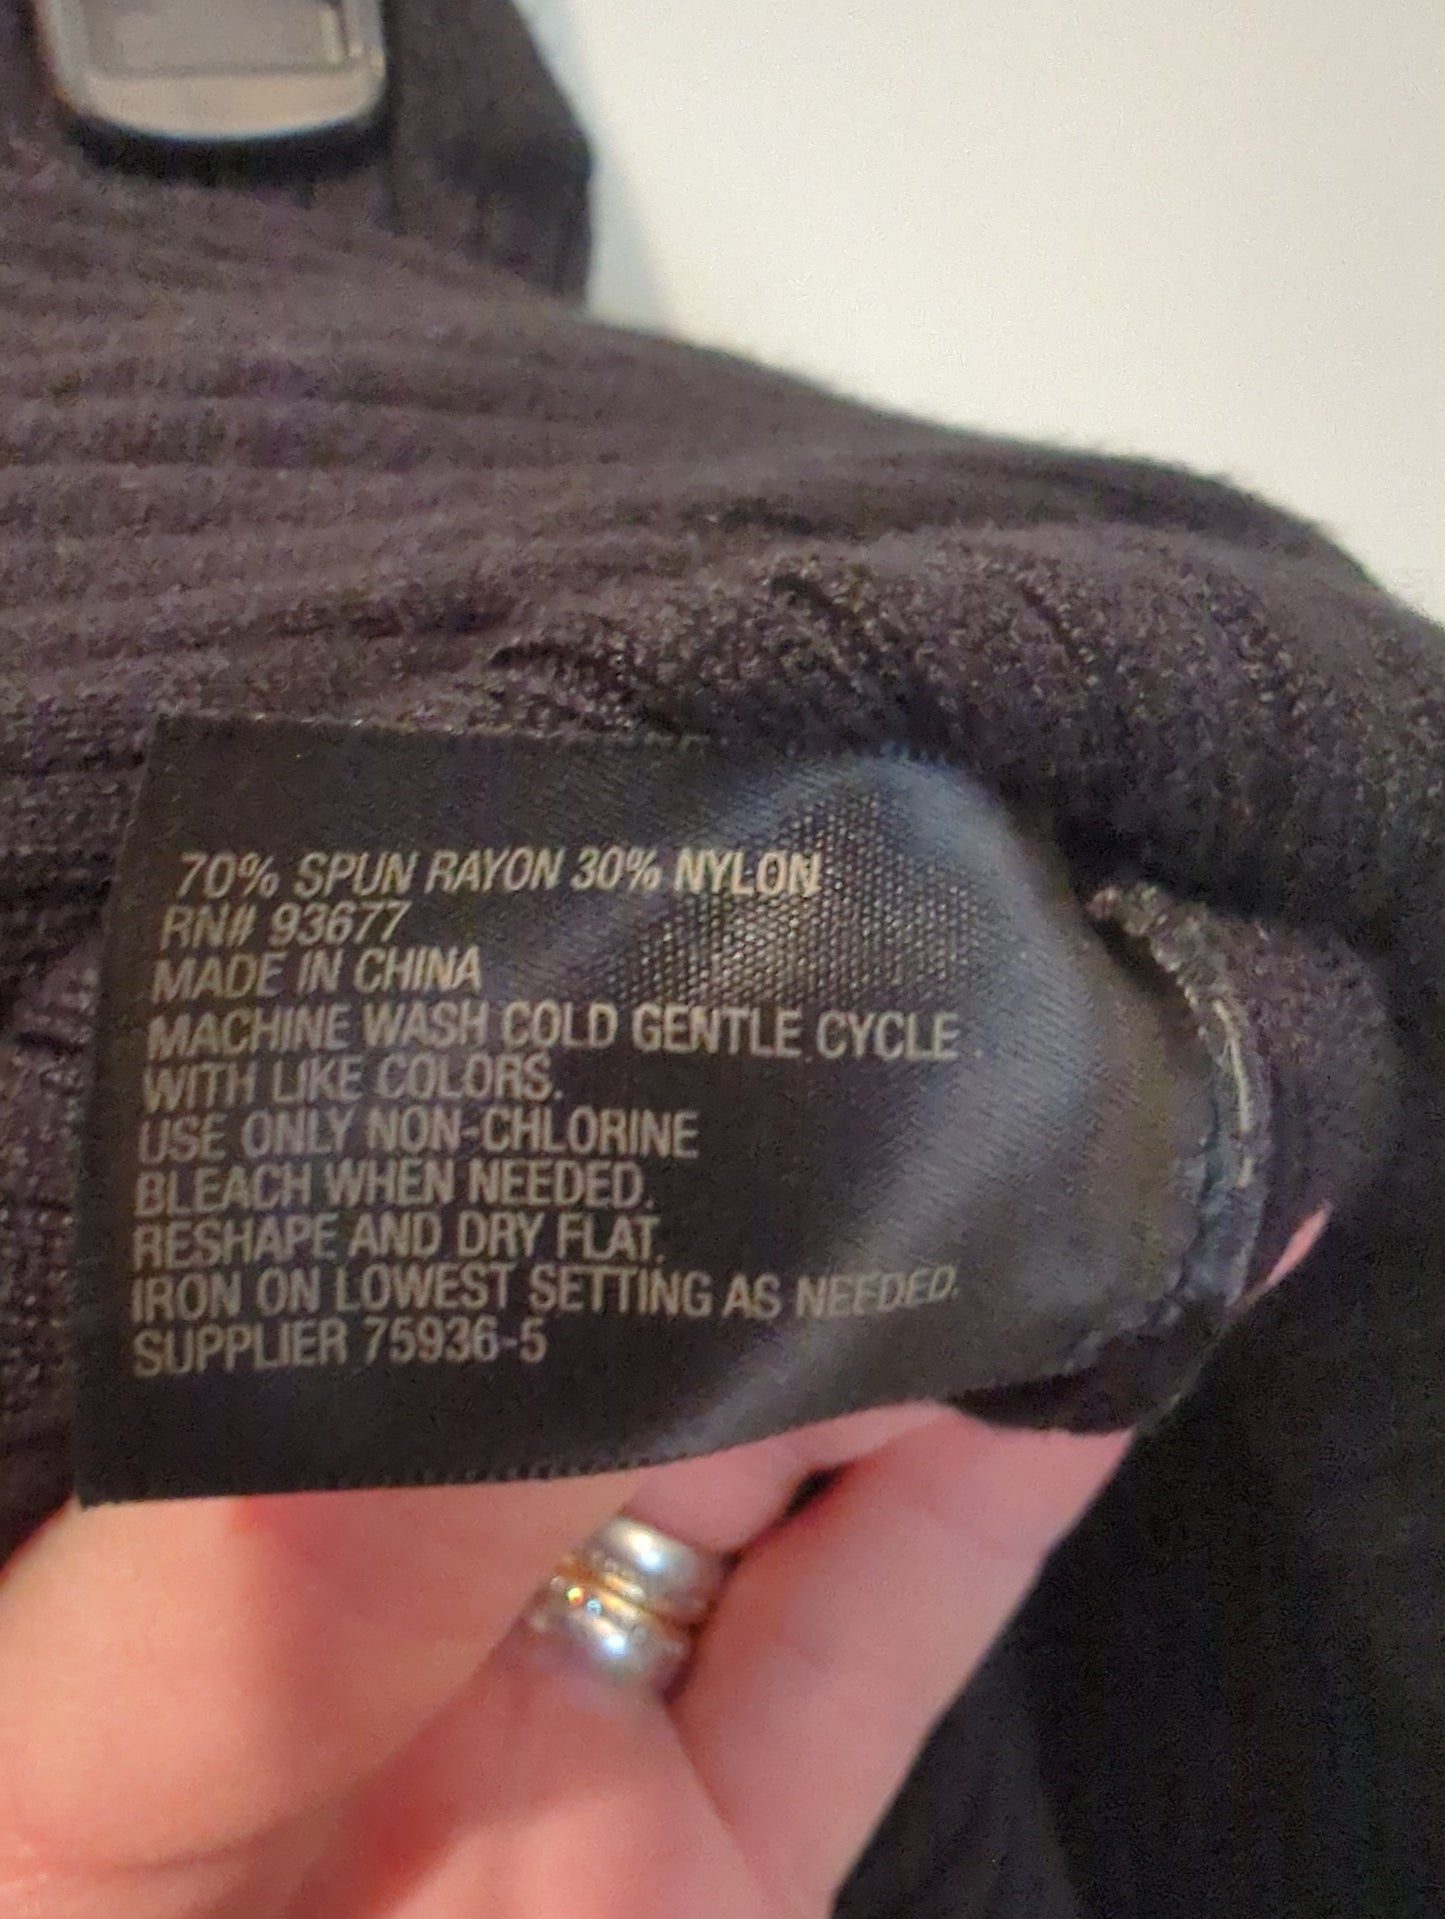 70% SPUN RAYON 30% NYLON
RN# 93677
MADE IN CHINA
MACHINE WASH COLD GENTLE CYCLE.
WITH LIKE COLORS.
USE ONLY NON-CHLORINE
BLEACH WHEN NEEDED.
RESHAPE AND DRY FLAT.
IRON ON LOWEST SETTING AS NEEDED.
SUPPLIER 75936-5